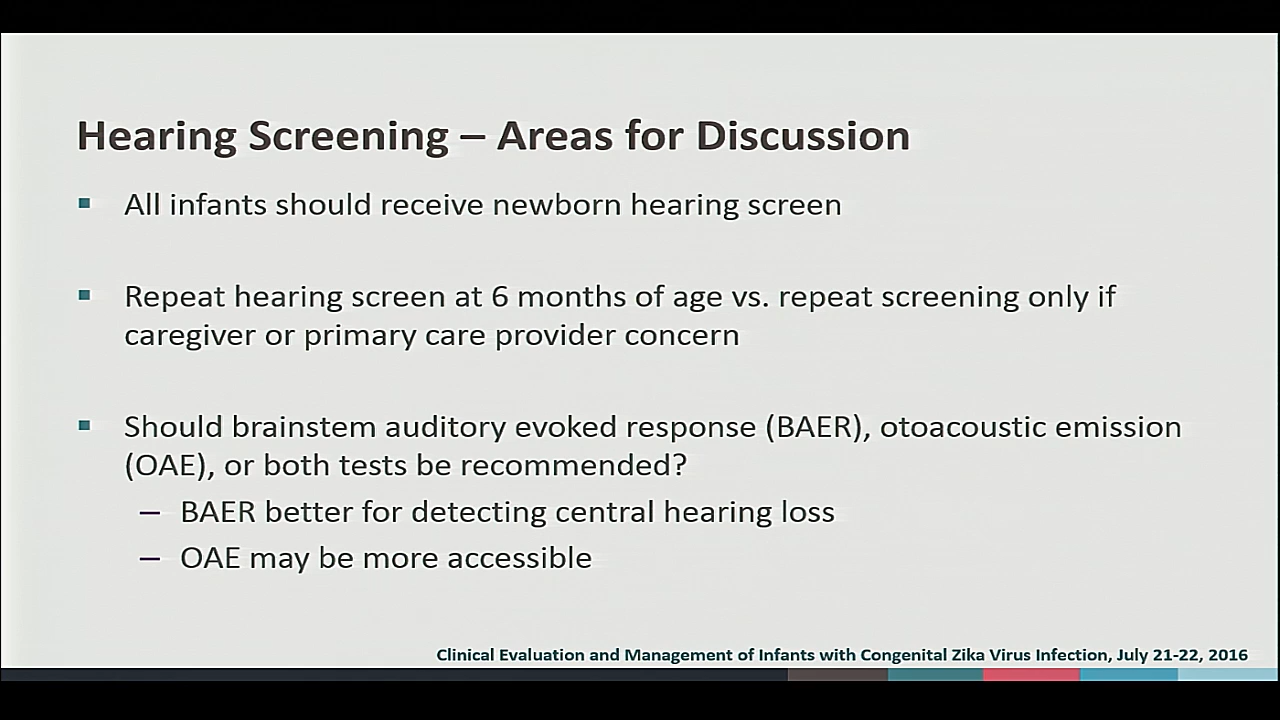 Hearing Screening – Areas for Discussion
▪ All infants should receive newborn hearing screen
▪ Repeat hearing screen at 6 months of age vs. repeat screening only if
caregiver or primary care provider concern
▪ Should brainstem auditory evoked response (BAER), otoacoustic emission
(OAE), or both tests be recommended?
– BAER better for detecting central hearing loss
– OAE may be more accessible
Clinical Evaluation and Management of Infants with Congenital Zika Virus Infection, July 21-22, 2016